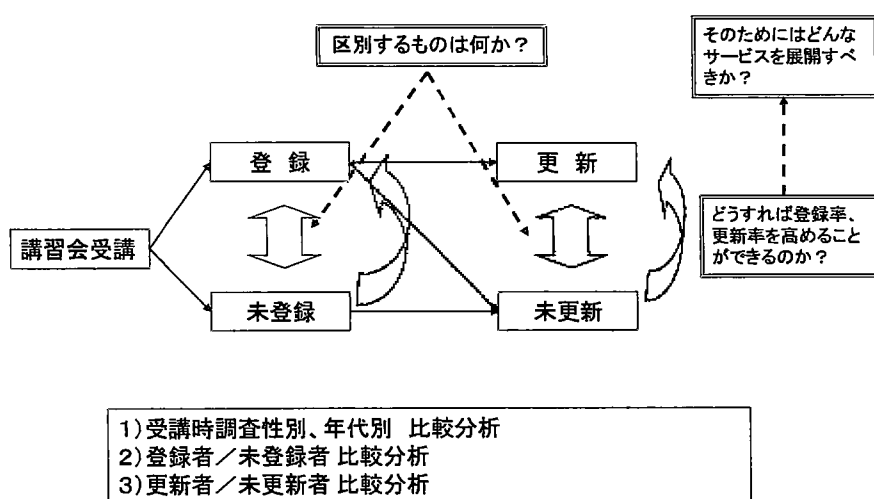 区別するものは何か？
そのためにはどんな
サービスを展開すべ
きか？
登 録
更 新
どうすれば登録率、
更新率を高めること
ができるのか？
講習会受講
未登録
未更新
1)受講時調査性別、年代別 比較分析
2)登録者／未登録者 比較分析
3)更新者／未更新者 比較分析